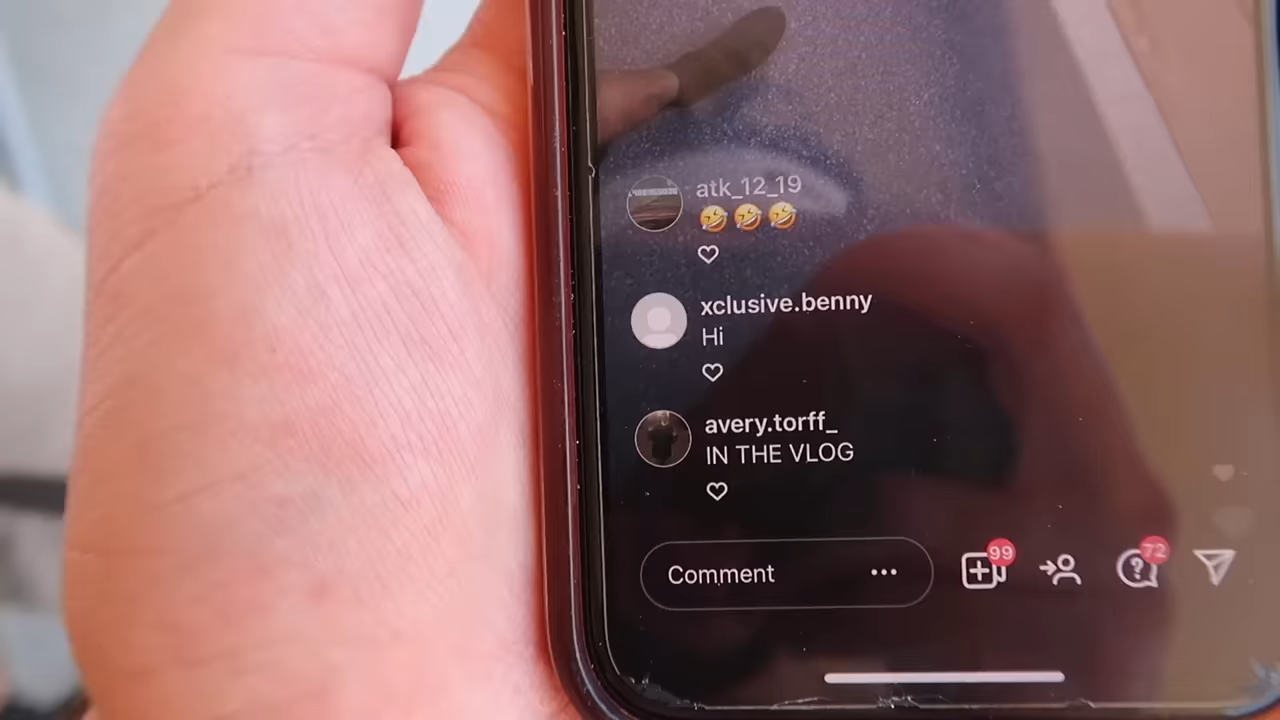 atk_12_19
🤣🤣🤣
xclusive.benny
Hi
avery.torff_
IN THE VLOG
Comment
99
72